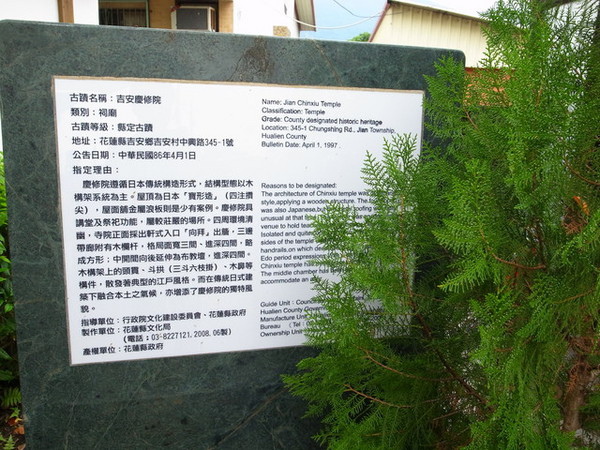 古蹟名稱：吉安慶修院
類別：祠廟
古蹟等級：縣定古蹟
地址：花蓮縣吉安鄉吉安村中興路345-1號
公告日期：中華民國86年4月1日
指定理由：
慶修院遵循日本傳統構造形式，結構型態以木
構架系統為主，屋頂為日本「寶形造」（四注攢
尖），屋面舖金屬浪板則是少有案例。慶修院具
講堂及祭祀功能，屬較莊嚴的場所。四周環境清
幽，寺院正面採出軒式入口「向拜」出簷，三邊
帶廊附有木欄杆，格局面寬三間、進深四間，略
成方形；中間間向後延伸為布教壇，進深四間。
木構架上的頭貫、斗拱（三斗六枝掛）、木鼻等
構件，散發著典型的江戶風格。而在傳統日式建
築下融合本土之氣候，亦增添了慶修院的獨特風
貌。
指導單位：行政院文化建設委員會、花蓮縣政府
製作單位：花蓮縣文化局
（電話：03-8227121, 2008. 06製）
產權單位：花蓮縣政府
Name: Jian Chinxiu Temple
Classification: Temple
Grade: County designated historic heritage
Location: 345-1 Chungshing Rd., Jian Township,
Hualien County
Bulletin Date: April 1, 1997
Reasons to be designated:
The architecture of Chinxiu temple was
style,applying a wooden structure. The
was also Japanese,but
unusual at that
venue to hold
Isolated and
sides of the temple
handrails,on which
Edo period expressions
Chinxiu temple has
The middle chamber has
accommodate an
Guide Unit : Council
Hualien County
Manufacture Unit
Bureau (Tel
Ownership Unit